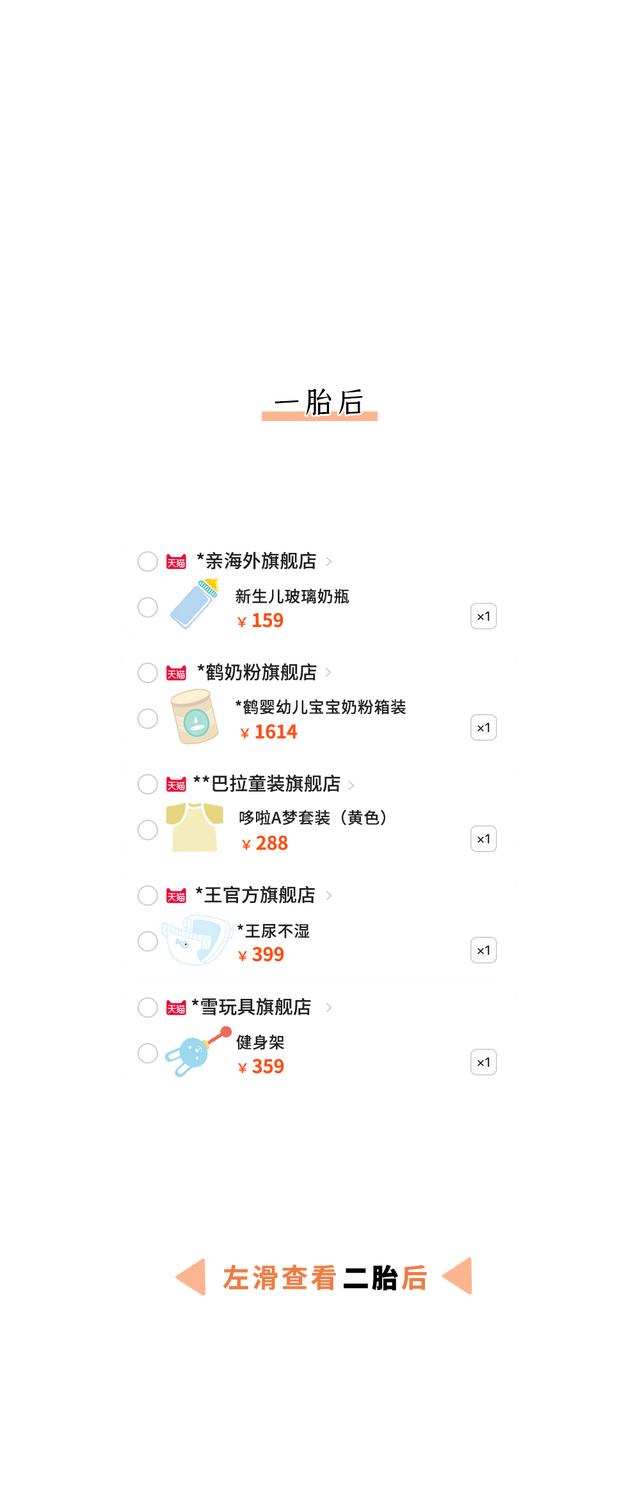 一胎后
天猫 *亲海外旗舰店 >
新生儿玻璃奶瓶
¥ 159
×1
天猫 *鹤奶粉旗舰店 >
*鹤婴幼儿宝宝奶粉箱装
¥ 1614
×1
天猫 **巴拉童装旗舰店 >
哆啦A梦套装（黄色）
¥ 288
×1
天猫 *王官方旗舰店 >
*王尿不湿
¥ 399
×1
天猫 *雪玩具旗舰店 >
健身架
¥ 359
×1
左滑查看二胎后